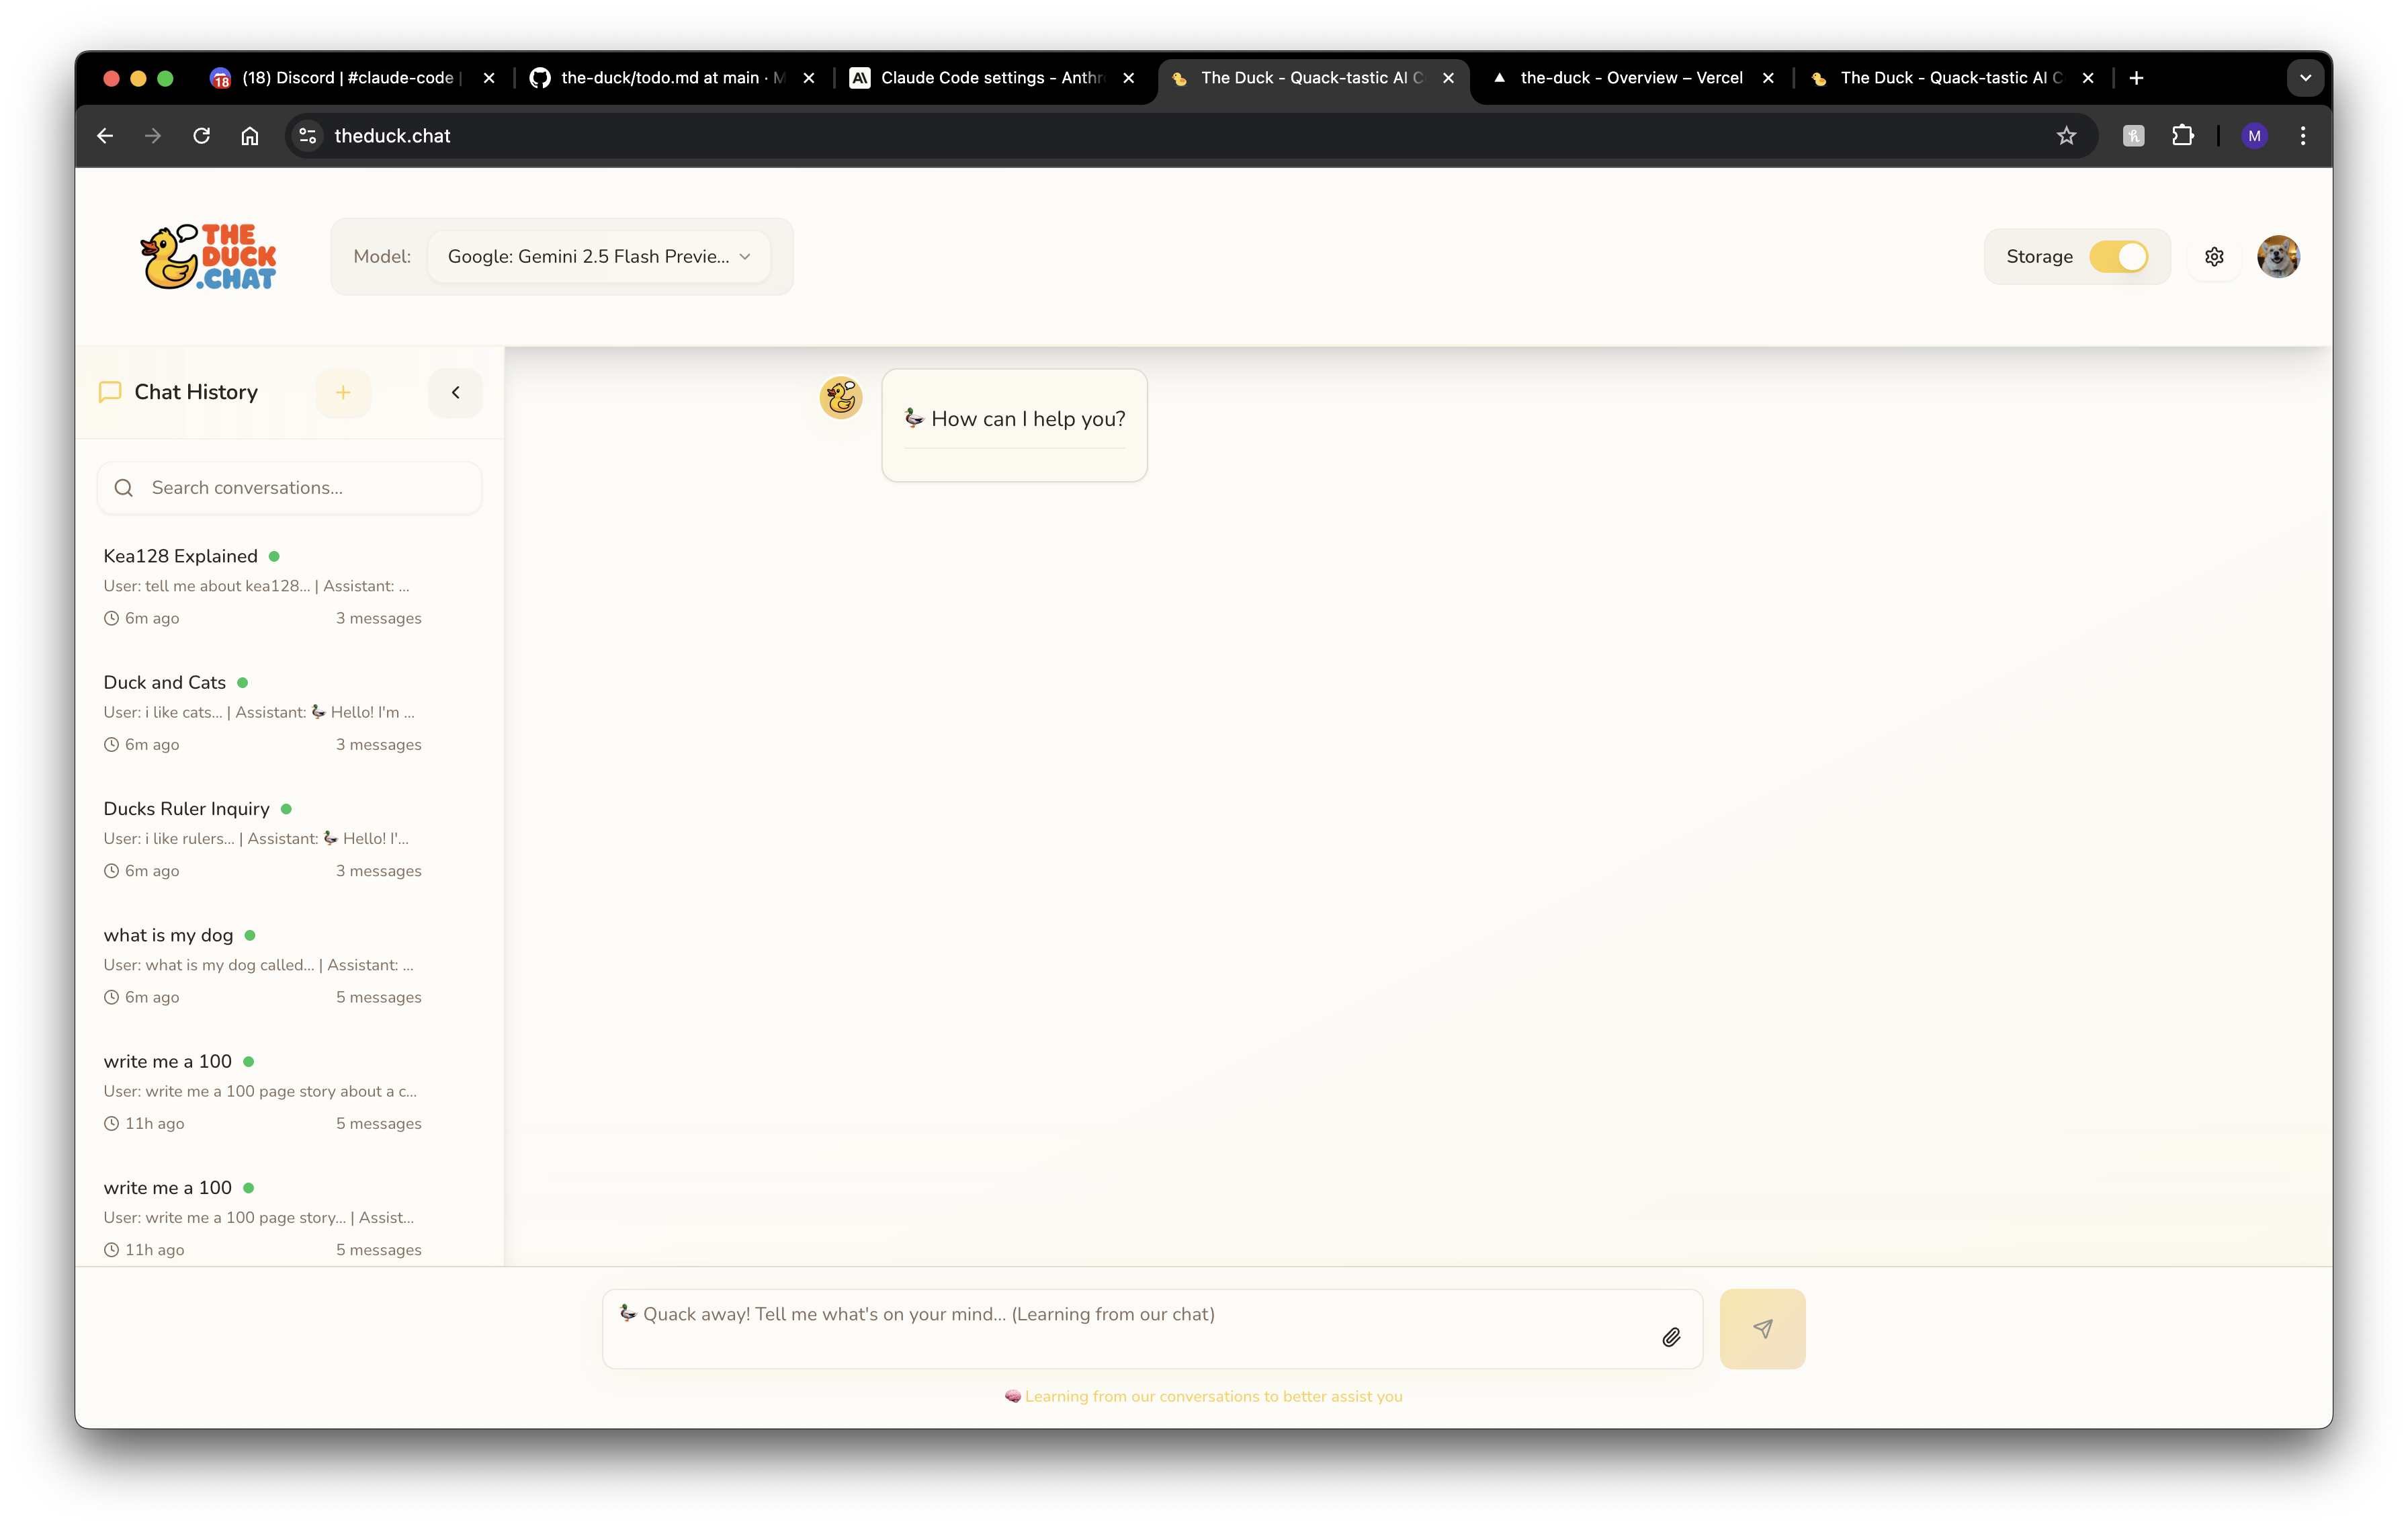 (18) Discord | #claude-code |
the-duck/todo.md at main · M
Claude Code settings - Anthr
The Duck - Quack-tastic AI C
the-duck - Overview – Vercel
The Duck - Quack-tastic AI C
theduck.chat
M
THE
DUCK
.CHAT
Model:
Google: Gemini 2.5 Flash Previe...
Storage
Chat History
🦆 How can I help you?
Search conversations...
Kea128 Explained
User: tell me about kea128... | Assistant: ...
6m ago
3 messages
Duck and Cats
User: i like cats... | Assistant: 🦆 Hello! I'm ...
6m ago
3 messages
Ducks Ruler Inquiry
User: i like rulers... | Assistant: 🦆 Hello! I'...
6m ago
3 messages
what is my dog
User: what is my dog called... | Assistant: ...
6m ago
5 messages
write me a 100
User: write me a 100 page story about a c...
11h ago
5 messages
write me a 100
User: write me a 100 page story... | Assist...
11h ago
5 messages
🦆 Quack away! Tell me what's on your mind... (Learning from our chat)
🧠 Learning from our conversations to better assist you